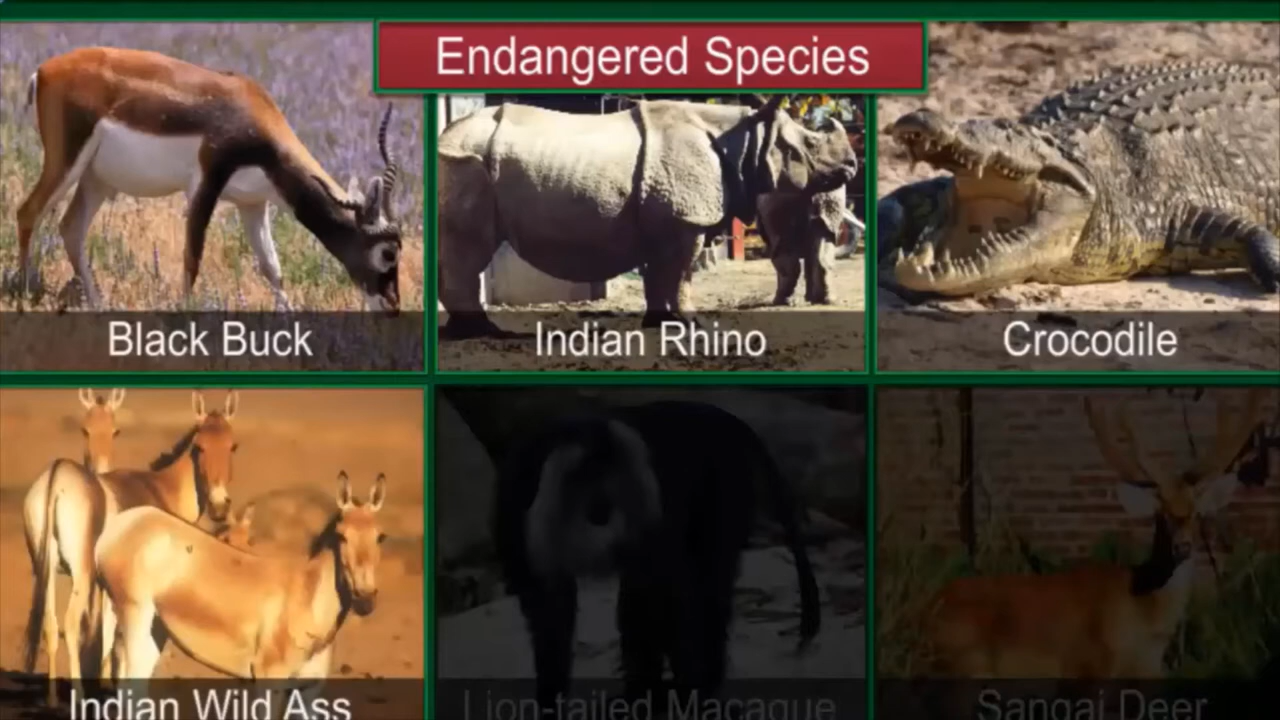 Endangered Species
Black Buck
Indian Rhino
Crocodile
Indian Wild Ass
Lion-tailed Macaque
Sangai Deer